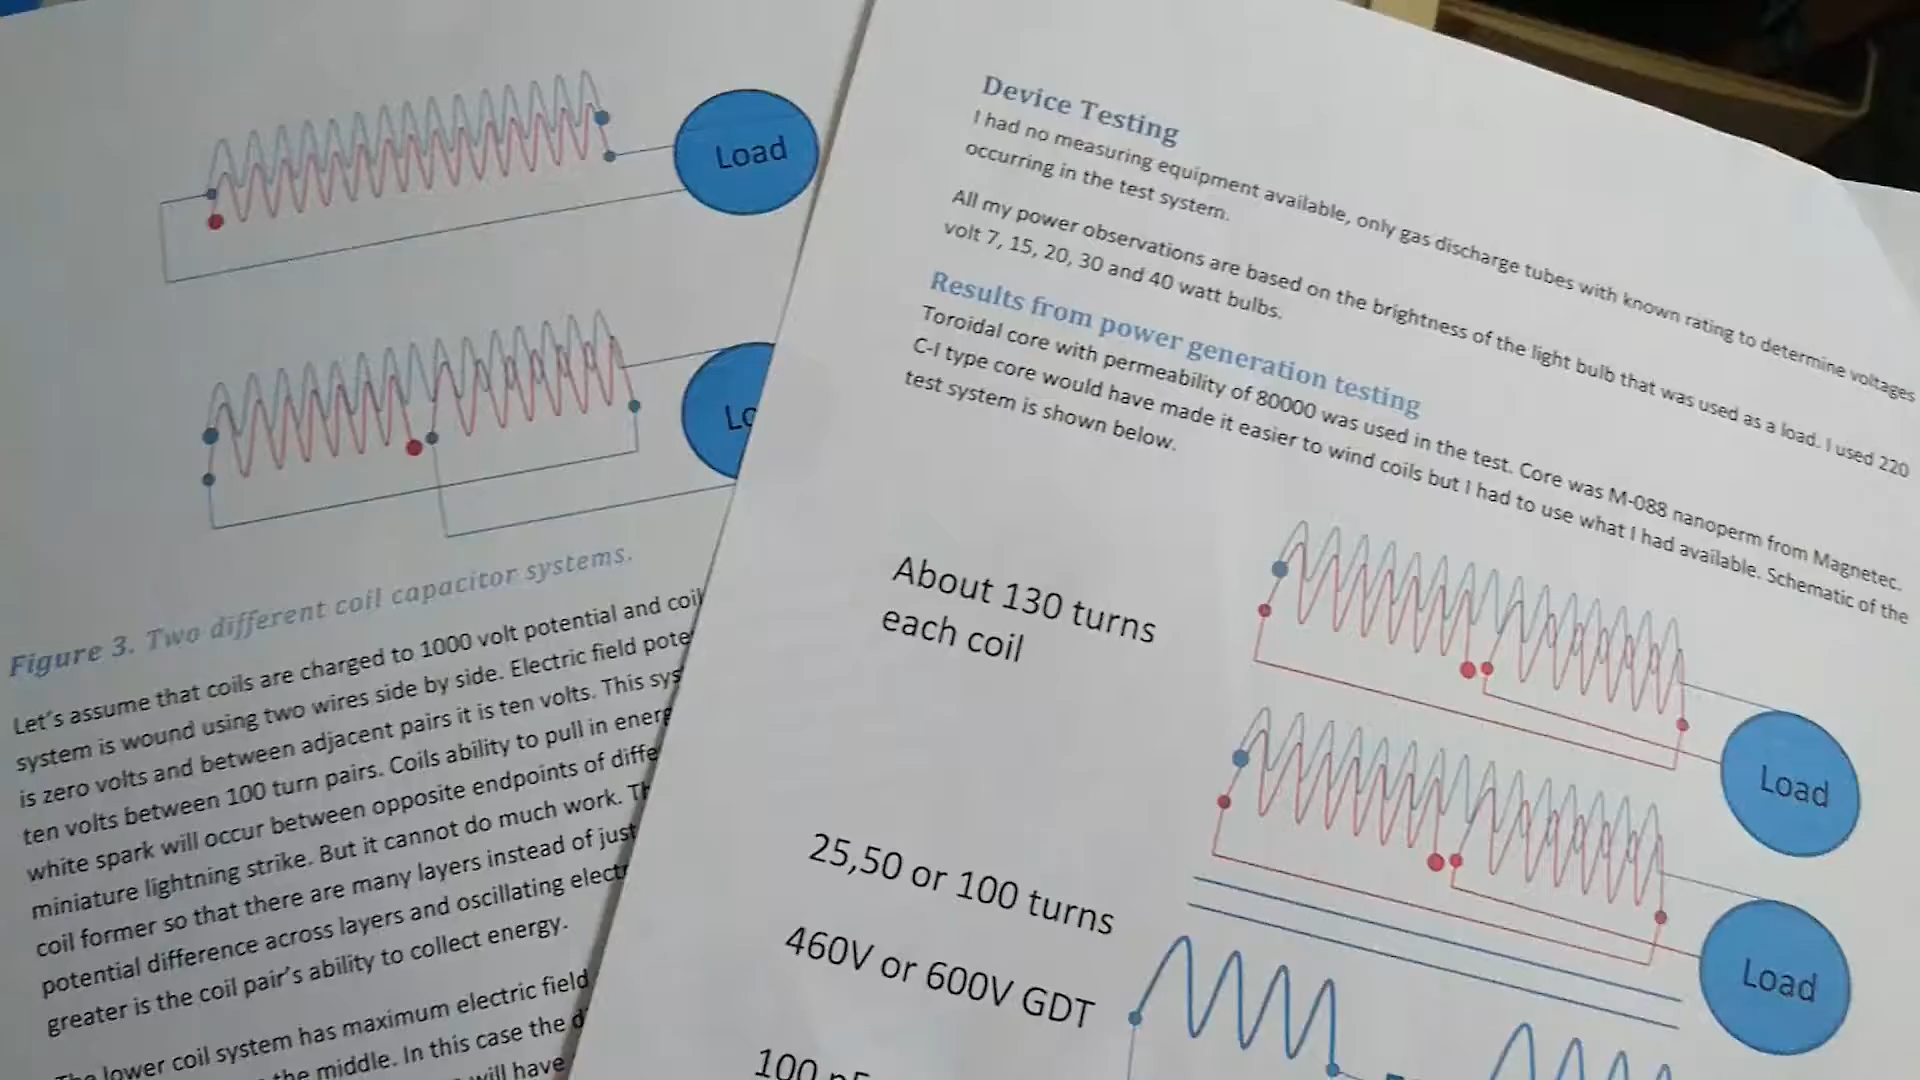 Load
Lo
Figure 3. Two different coil capacitor systems.
Let's assume that coils are charged to 1000 volt potential and coil
system is wound using two wires side by side. Electric field pote
is zero volts and between adjacent pairs it is ten volts. This sys
ten volts between 100 turn pairs. Coils ability to pull in energ
white spark will occur between opposite endpoints of diffe
miniature lightning strike. But it cannot do much work. Th
coil former so that there are many layers instead of just
potential difference across layers and oscillating electr
greater is the coil pair's ability to collect energy.
lower coil system has maximum electric field
the middle. In this case the d
will have
Device Testing
I had no measuring equipment available, only gas discharge tubes with known rating to determine voltages
occurring in the test system.
All my power observations are based on the brightness of the light bulb that was used as a load. I used 220
volt 7, 15, 20, 30 and 40 watt bulbs.
Results from power generation testing
Toroidal core with permeability of 80000 was used in the test. Core was M-088 nanoperm from Magnetec.
C-I type core would have made it easier to wind coils but I had to use what I had available. Schematic of the
test system is shown below.
About 130 turns
each coil
Load
25,50 or 100 turns
Load
460V or 600V GDT
100 nF